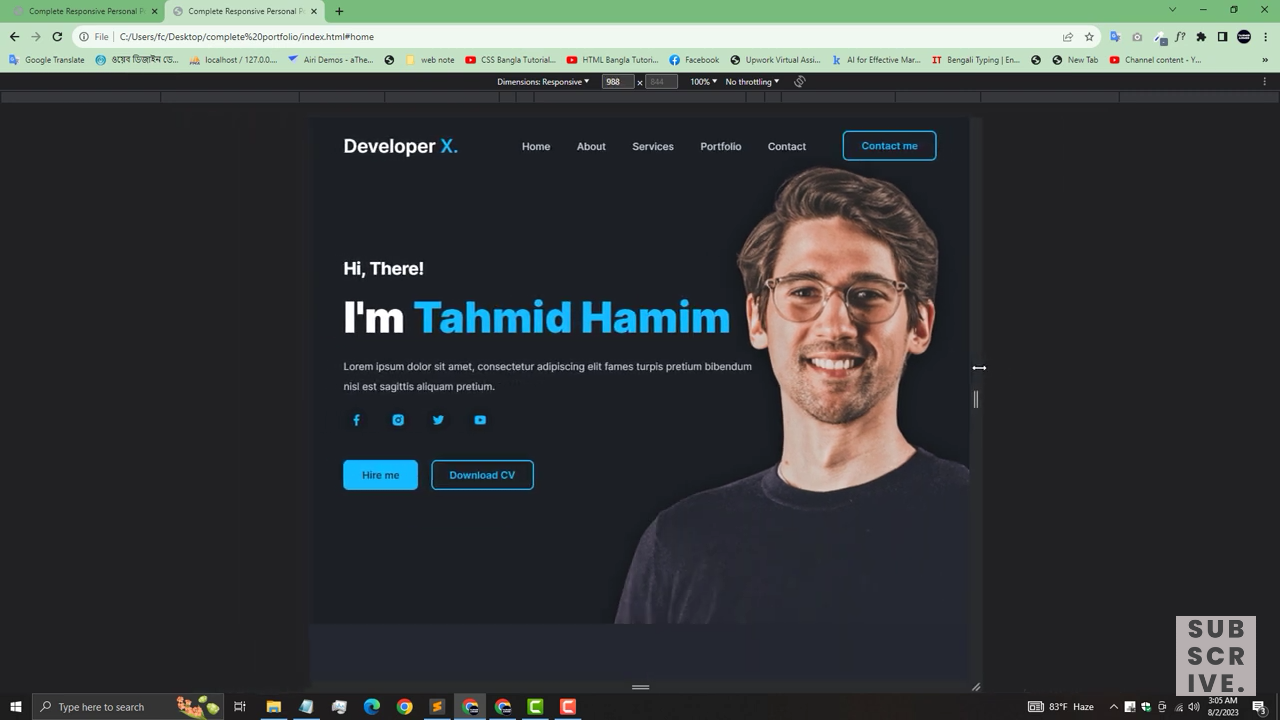 Complete Responsive Personal P
Complete Responsive Personal P
File
C:/Users/fc/Desktop/complete%20portfolio/index.html#home
Google Translate
ওয়েব ডিজাইন ডে...
localhost / 127.0.0...
Airi Demos - aThe...
web note
CSS Bangla Tutorial...
HTML Bangla Tutori...
Facebook
Upwork Virtual Assi...
AI for Effective Mar...
Bengali Typing | En...
New Tab
Channel content - Y...
»
Dimensions: Responsive
988 x 844
100%
No throttling
Developer X.
Home
About
Services
Portfolio
Contact
Contact me
Hi, There!
I'm Tahmid Hamim
Lorem ipsum dolor sit amet, consectetur adipiscing elit fames turpis pretium bibendum
nisl est sagittis aliquam pretium.
Hire me
Download CV
SUB
SCR
IVE.
Type here to search
83°F Haze
3:05 AM
8/2/2023